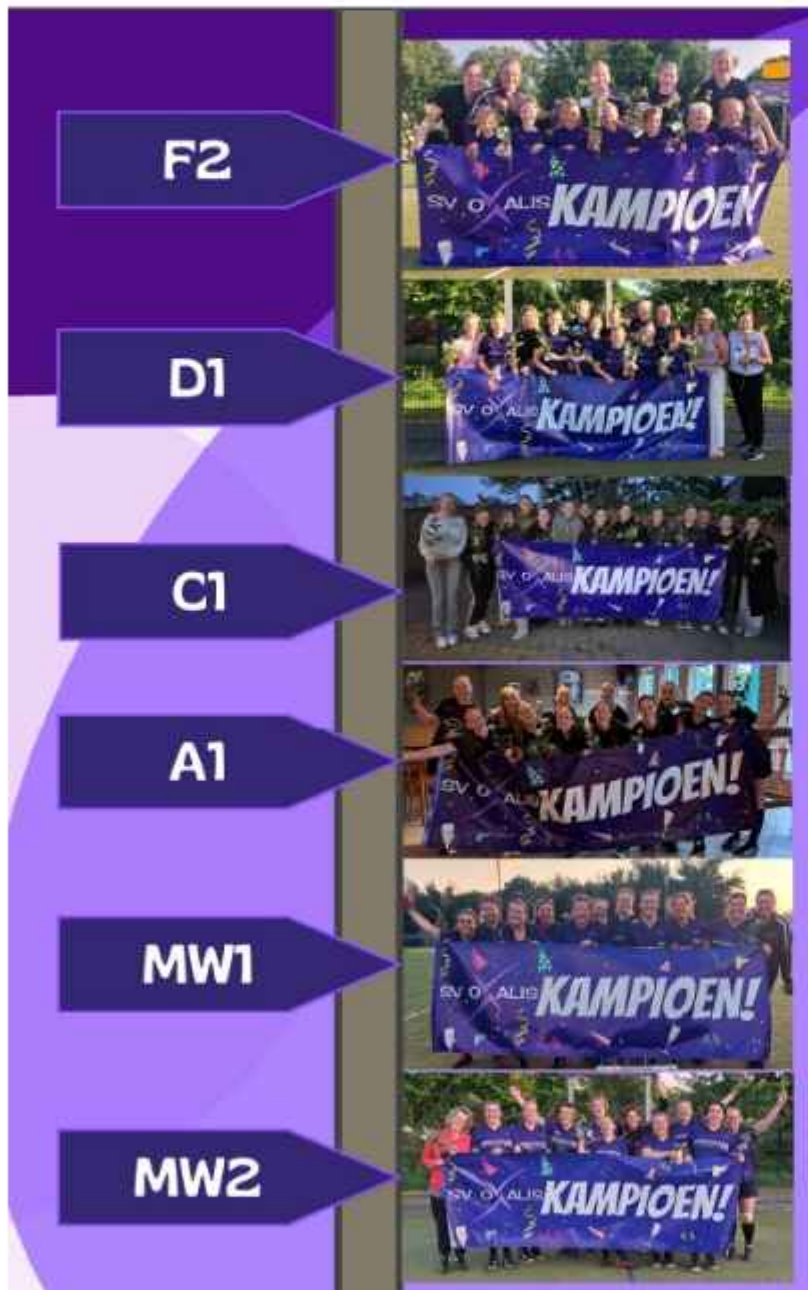 F2
SV OXALIS KAMPIOEN
D1
SV OXALIS KAMPIOEN!
C1
SV OXALIS KAMPIOEN!
A1
SV OXALIS KAMPIOEN!
MW1
SV OXALIS KAMPIOEN!
MW2
SV OXALIS KAMPIOEN!